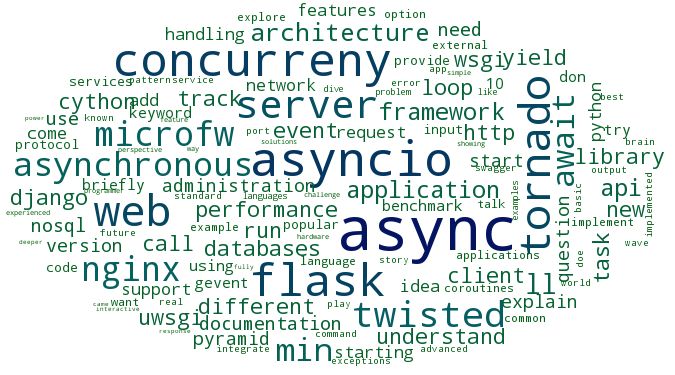 features
explore
option
handling
architecture
need
external
concurreny
provide
wsgi
yield
app
simple
services
pattern
service
network
dive
error
problem
loop
like
10
don
cython
add
track
server
framework
tornado
await
python
best
power
use
known
keyword
feature
microfw
event
request
port
input
http
try
come
brain
protocol
perspective
way
solutions
showing
asynchronous
asyncio
start
swagger
library
output
briefly
programmer
administration
application
api
django
standard
languages
challenge
examples
question
basic
implemented
experienced
web
performance
benchmark
talk
new
nosql
example
run
popular
async
implement
future
deeper
version
call
databases
wave
code
using
fully
language
story
applications
task
doe
nginx
gevent
flask
idea
client
coroutines
ll
world
support
came
want
real
interactive
different
play
explain
uwsgi
documentation
twisted
common
response
command
pyramid
understand
integrate
min
starting
advanced
exceptions
hardware